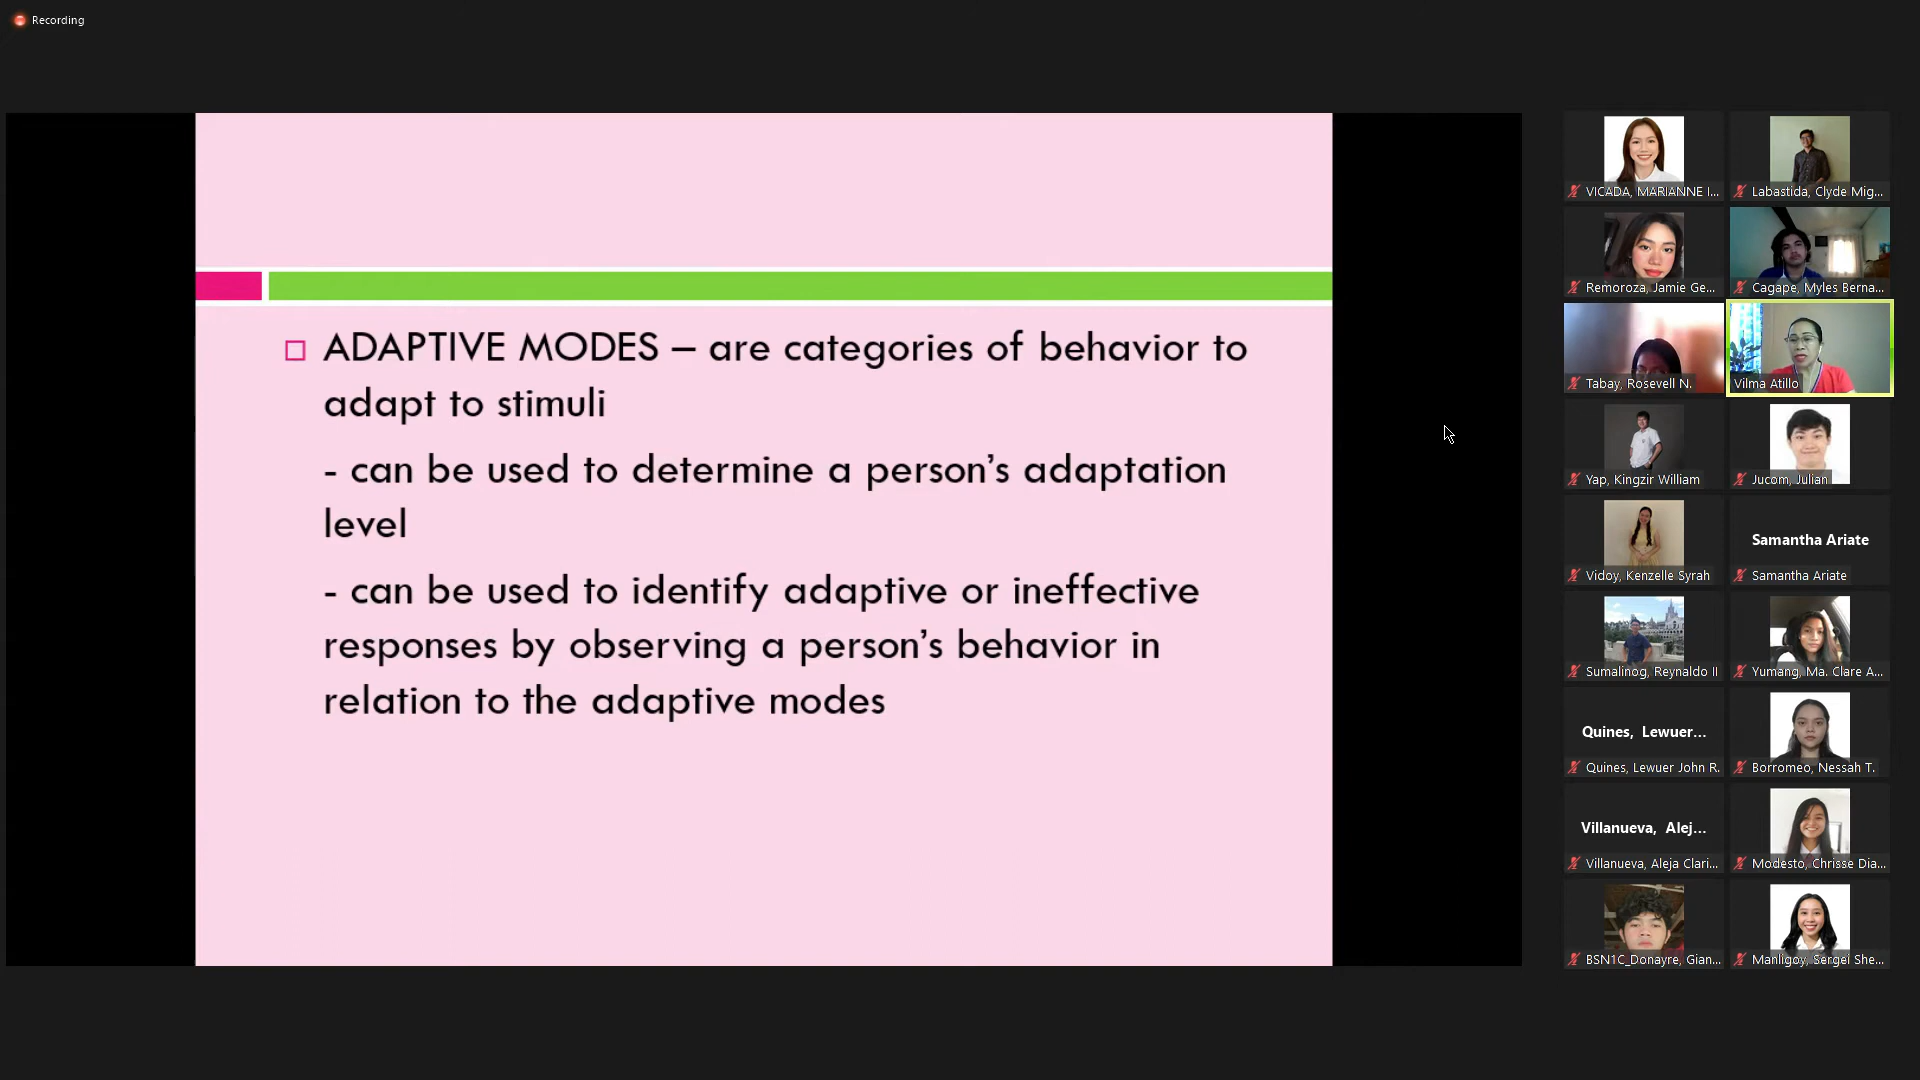 Recording
ADAPTIVE MODES – are categories of behavior to
adapt to stimuli
- can be used to determine a person’s adaptation
level
- can be used to identify adaptive or ineffective
responses by observing a person’s behavior in
relation to the adaptive modes
VICADA, MARIANNE I...
Labastida, Clyde Mig...
Remoroza, Jamie Ge...
Cagape, Myles Berna...
Tabay, Rosevell N.
Vilma Atillo
Yap, Kingzir William
Jucom, Julian
Vidoy, Kenzelle Syrah
Samantha Ariate
Samantha Ariate
Sumalinog, Reynaldo II
Yumang, Ma. Clare A...
Quines, Lewuer...
Quines, Lewuer John R.
Borromeo, Nessah T.
Villanueva, Alej...
Villanueva, Aleja Clari...
Modesto, Chrisse Dia...
BSN1C_Donayre, Gian...
Manligoy, Sergei She...